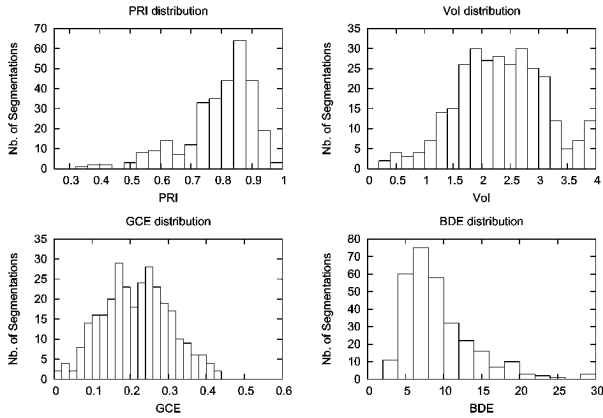 PRI distribution
Nb. of Segmentations
70
60
50
40
30
20
10
0
0.3 0.4 0.5 0.6 0.7 0.8 0.9 1
PRI
VoI distribution
Nb. of Segmentations
35
30
25
20
15
10
5
0
0 0.5 1 1.5 2 2.5 3 3.5 4
VoI
GCE distribution
Nb. of Segmentations
35
30
25
20
15
10
5
0
0 0.1 0.2 0.3 0.4 0.5 0.6
GCE
BDE distribution
Nb. of Segmentations
80
70
60
50
40
30
20
10
0
5 10 15 20 25 30
BDE